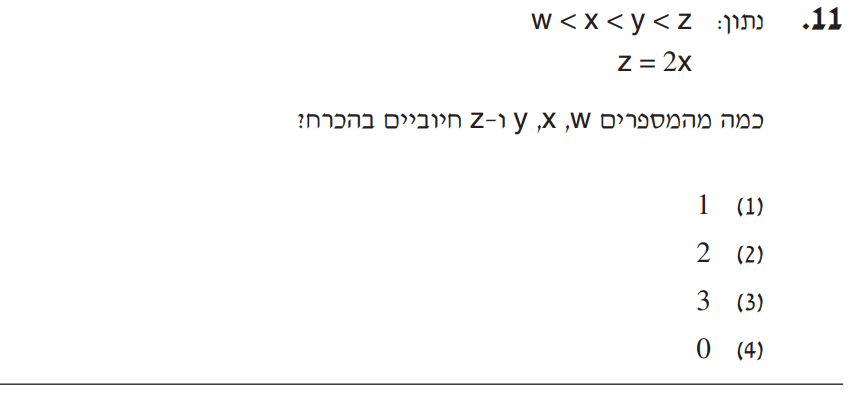 11. נתון: w < x < y < z
z = 2x
כמה מהמספרים w, x, y ו-z חיוביים בהכרח?
(1) 1
(2) 2
(3) 3
(4) 0